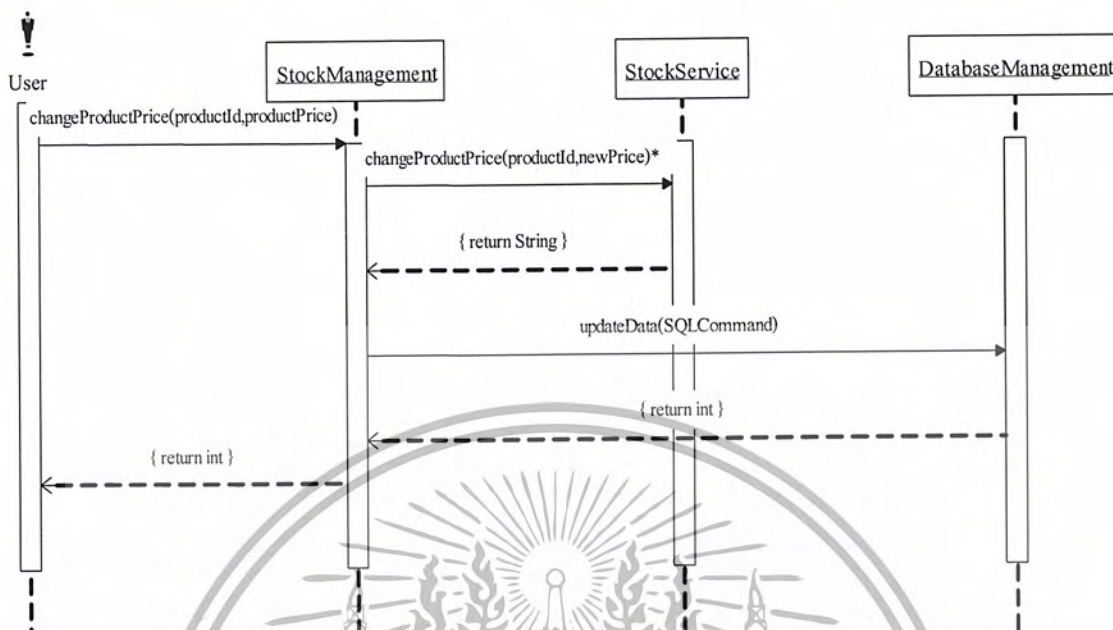 User
StockManagement
StockService
DatabaseManagement
changeProductPrice(productId,productPrice)
changeProductPrice(productId,newPrice)*
{ return String }
updateData(SQLCommand)
{ return int }
{ return int }